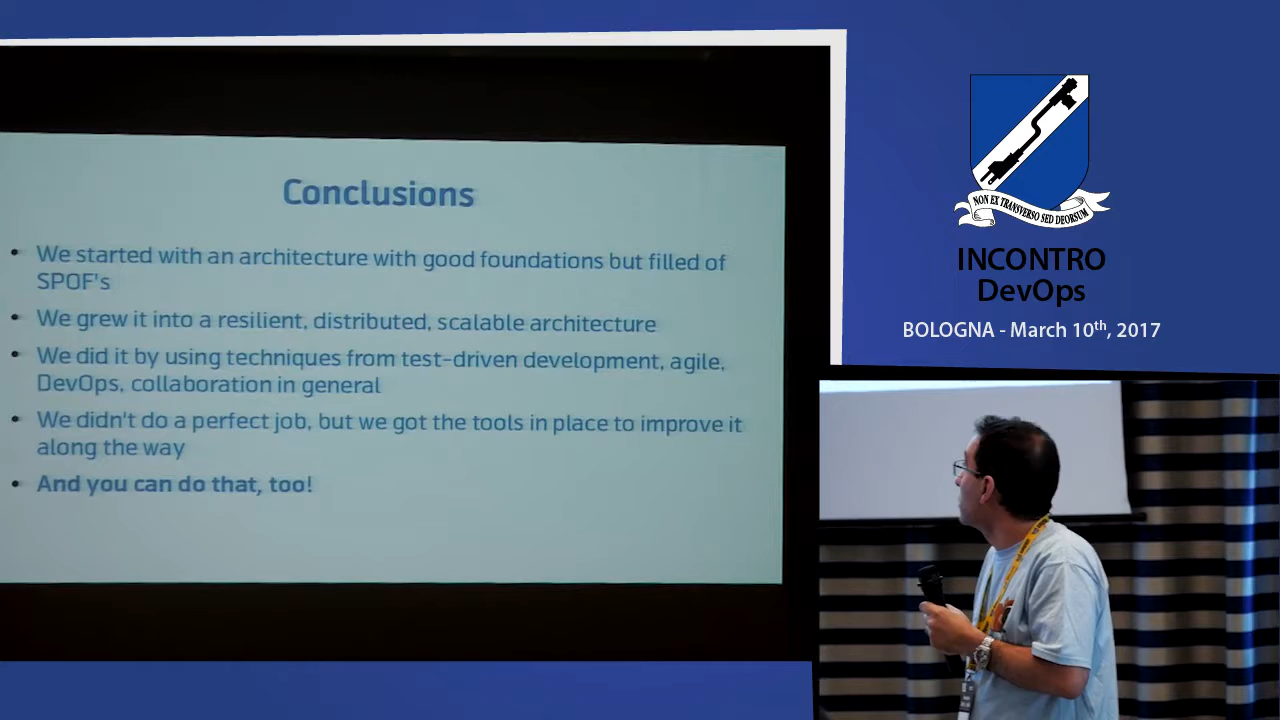 Conclusions
We started with an architecture with good foundations but filled of
SPOF's
We grew it into a resilient, distributed, scalable architecture
We did it by using techniques from test-driven development, agile,
DevOps, collaboration in general
We didn't do a perfect job, but we got the tools in place to improve it
along the way
And you can do that, too!
NON EX TRANSVERSO SED DEORSUM
INCONTRO
DevOps
BOLOGNA - March 10th, 2017